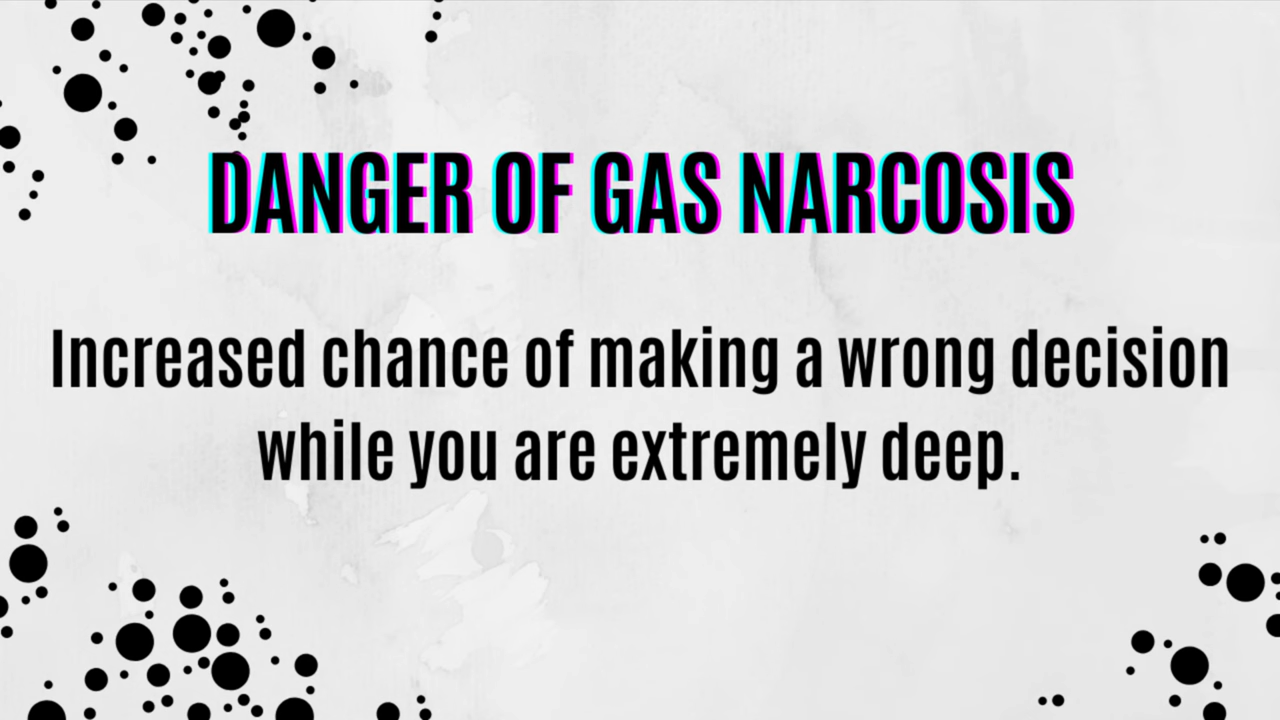 DANGER OF GAS NARCOSIS
Increased chance of making a wrong decision
while you are extremely deep.